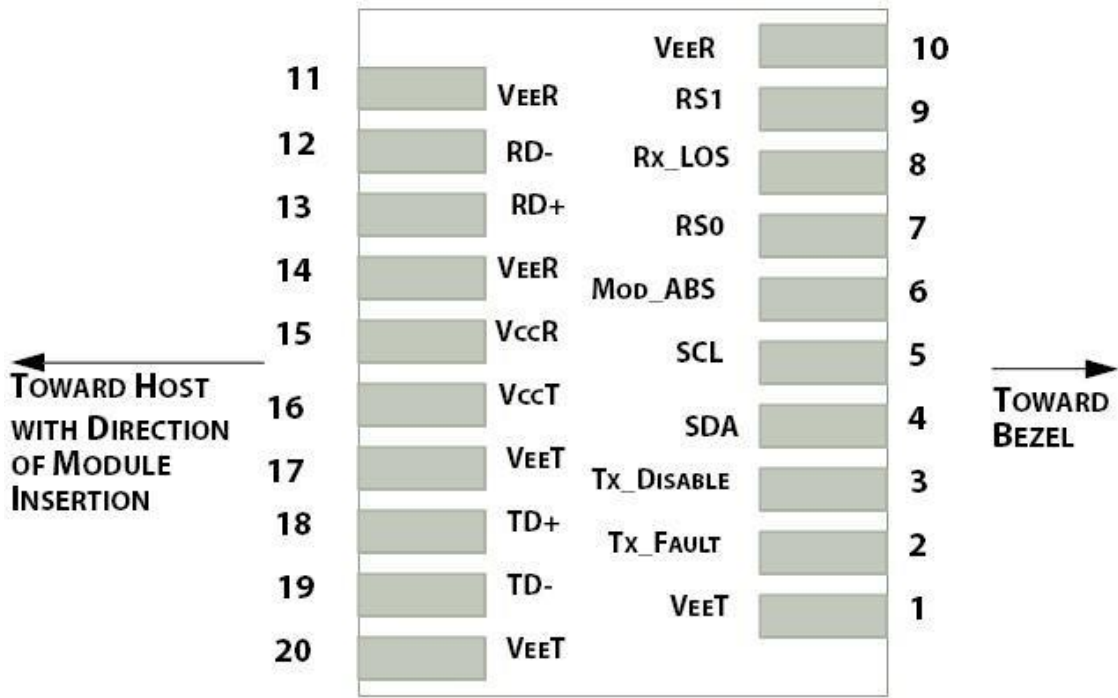 VEER 10
11 VEER
RS1 9
12 RD-
Rx_LOS 8
13 RD+
RS0 7
14 VEER
MOD_ABS 6
15 VccR
SCL 5
16 VccT
SDA 4
17 VEET
Tx_DISABLE 3
18 TD+
Tx_FAULT 2
19 TD-
VEET 1
20 VEET
TOWARD HOST
WITH DIRECTION
OF MODULE
INSERTION
TOWARD
BEZEL